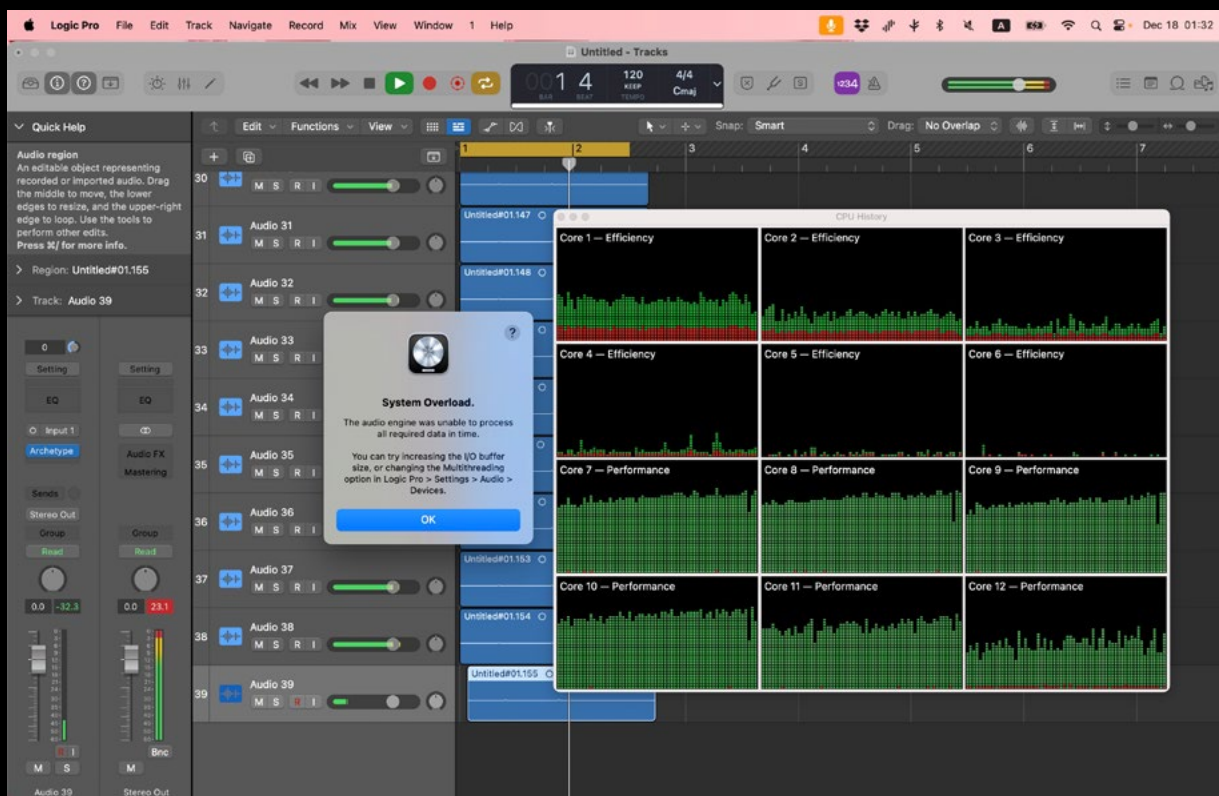 Logic Pro File Edit Track Navigate Record Mix View Window 1 Help
A
Dec 18 01:32
Untitled - Tracks
001 4
BAR BEAT
120
KEEP
TEMPO
4/4
Cmaj
S
1234
Quick Help
Edit Functions View
Snap: Smart
Drag: No Overlap
Audio region
An editable object representing
recorded or imported audio. Drag
the middle to move, the lower
edges to resize, and the upper-right
edge to loop. Use the tools to
perform other edits.
Press ⌘/ for more info.
Region: Untitled#01.155
Track: Audio 39
1 2 3 4 5 6 7
30
M S R I
31 Audio 31
M S R I
Untitled#01.147
32 Audio 32
M S R I
Untitled#01.148
33 Audio 33
M S R I
34 Audio 34
M S R I
35 Audio 35
M S R I
36 Audio 36
M S R I
37 Audio 37
M S R I
Untitled#01.153
38 Audio 38
M S R I
Untitled#01.154
39 Audio 39
M S R I
Untitled#01.155
0
Setting Setting
EQ EQ
Input 1
Archetype
Audio FX
Mastering
Sends
Stereo Out
Group Group
Read Read
0.0 -32.3 0.0 23.1
R I
Bnc
M S M
Audio 39 Stereo Out
?
System Overload.
The audio engine was unable to process
all required data in time.
You can try increasing the I/O buffer
size, or changing the Multithreading
option in Logic Pro > Settings > Audio >
Devices.
OK
CPU History
Core 1 — Efficiency
Core 2 — Efficiency
Core 3 — Efficiency
Core 4 — Efficiency
Core 5 — Efficiency
Core 6 — Efficiency
Core 7 — Performance
Core 8 — Performance
Core 9 — Performance
Core 10 — Performance
Core 11 — Performance
Core 12 — Performance